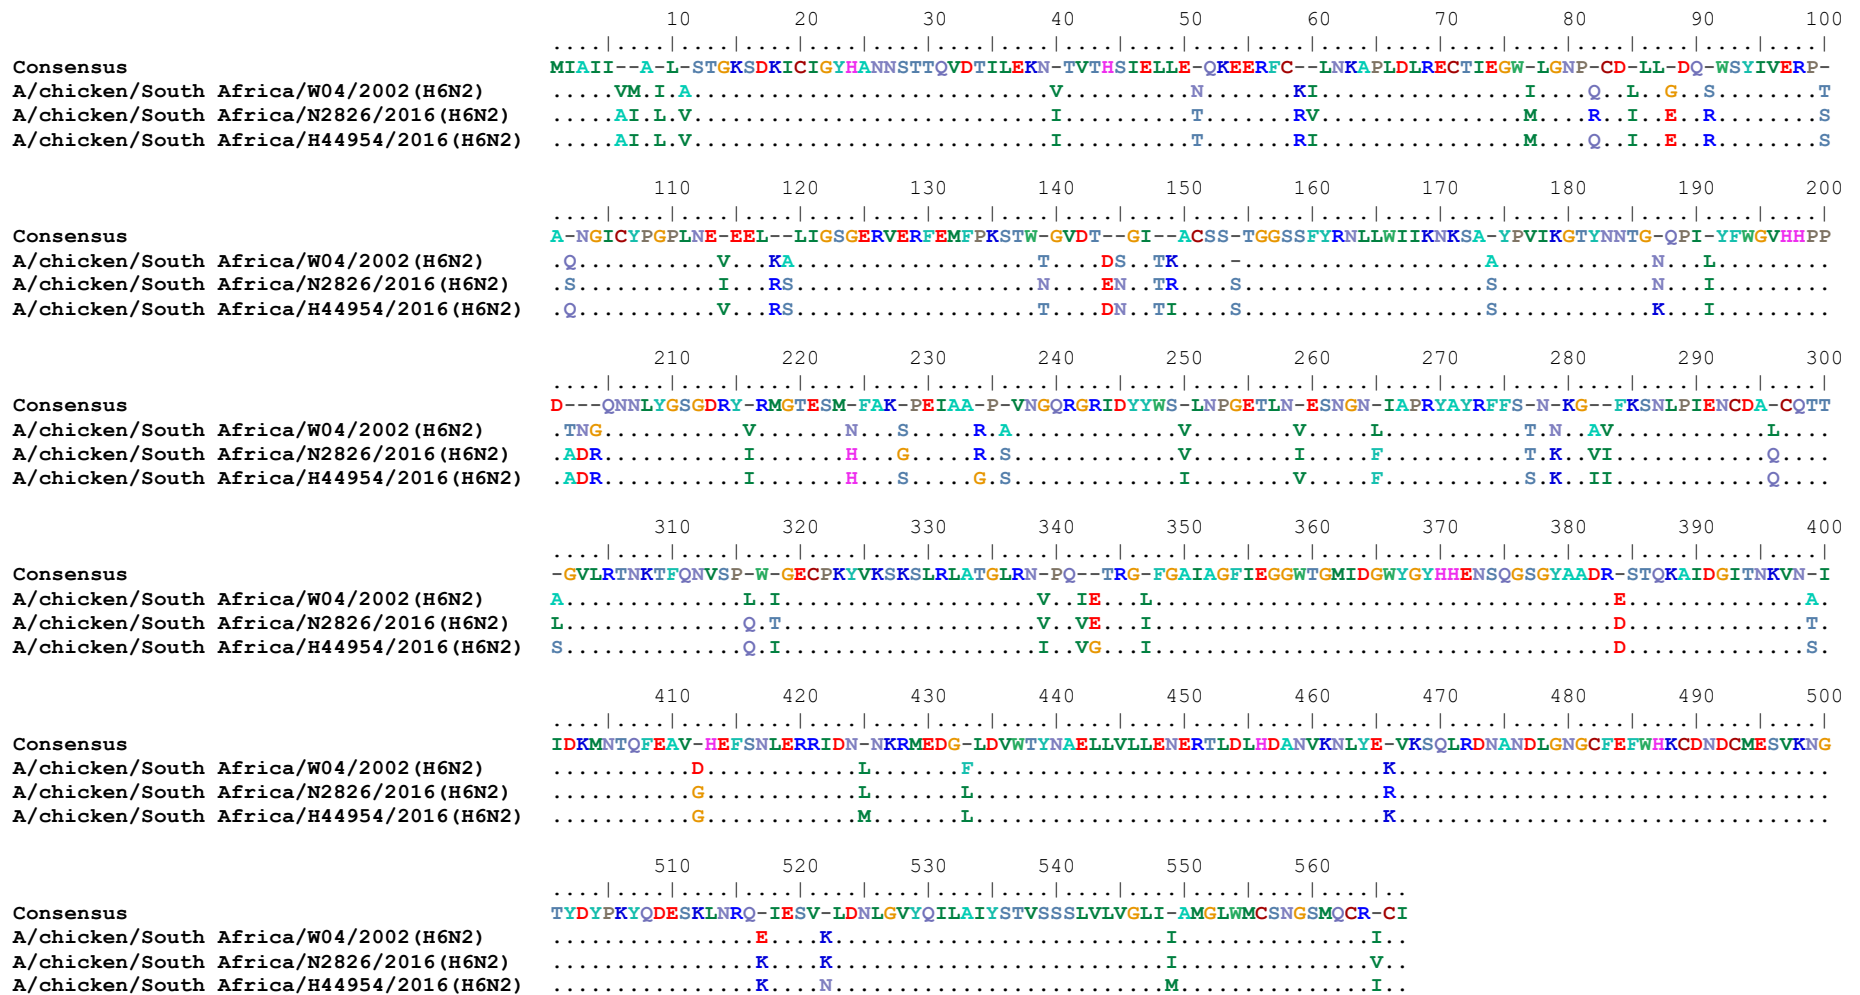 10 20 30 40 50 60 70 80 90 100
....|....|....|....|....|....|....|....|....|....|....|....|....|....|....|....|....|....|....|....|
Consensus MIAII--A-L-STGKSDKICIGYHANNSTTQVDTILEKN-TVTHSIELLE-QKEERFC--LNKAPLDLRECTIEGW-LGNP-CD-LL-DQ-WSYIVERP-
A/chicken/South Africa/W04/2002(H6N2) .....VM.I.A............................V..........N.......KI................I....Q..L..G..S........T
A/chicken/South Africa/N2826/2016(H6N2) .....AI.L.V............................I..........T.......RV................M....R..I..E..R........S
A/chicken/South Africa/H44954/2016(H6N2) .....AI.L.V............................I..........T.......RI................M....Q..I..E..R........S
110 120 130 140 150 160 170 180 190 200
....|....|....|....|....|....|....|....|....|....|....|....|....|....|....|....|....|....|....|....|
Consensus A-NGICYPGPLNE-EEL--LIGSGERVERFEMFPKSTW-GVDT--GI--ACSS-TGGSSFYRNLLWIIKNKSA-YPVIKGTYNNTG-QPI-YFWGVHHPP
A/chicken/South Africa/W04/2002(H6N2) .Q...........V...KA...................T....DS..TK....-...................A............N...L.........
A/chicken/South Africa/N2826/2016(H6N2) .S...........I...RS...................N....EN..TR....S...................S............N...I.........
A/chicken/South Africa/H44954/2016(H6N2) .Q...........V...RS...................T....DN..TI....S...................S............K...I.........
210 220 230 240 250 260 270 280 290 300
....|....|....|....|....|....|....|....|....|....|....|....|....|....|....|....|....|....|....|....|
Consensus D---QNNLYGSGDRY-RMGTESM-FAK-PEIAA-P-VNGQRGRIDYYWS-LNPGETLN-ESNGN-IAPRYAYRFFS-N-KG--FKSNLPIENCDA-CQTT
A/chicken/South Africa/W04/2002(H6N2) .TNG...........V.......N...S.....R.A.............V........V.....L...........T.N..AV............L....
A/chicken/South Africa/N2826/2016(H6N2) .ADR...........I.......H...G.....R.S.............V........I.....F...........T.K..VI............Q....
A/chicken/South Africa/H44954/2016(H6N2) .ADR...........I.......H...S.....G.S.............I........V.....F...........S.K..II............Q....
310 320 330 340 350 360 370 380 390 400
....|....|....|....|....|....|....|....|....|....|....|....|....|....|....|....|....|....|....|....|
Consensus -GVLRTNKTFQNVSP-W-GECPKYVKSKSLRLATGLRN-PQ--TRG-FGAIAGFIEGGWTGMIDGWYGYHHENSQGSGYAADR-STQKAIDGITNKVN-I
A/chicken/South Africa/W04/2002(H6N2) A..............L.I....................V..IE...L....................................E..............A.
A/chicken/South Africa/N2826/2016(H6N2) L..............Q.T....................V..VE...I....................................D..............T.
A/chicken/South Africa/H44954/2016(H6N2) S..............Q.I....................I..VG...I....................................D..............S.
410 420 430 440 450 460 470 480 490 500
....|....|....|....|....|....|....|....|....|....|....|....|....|....|....|....|....|....|....|....|
Consensus IDKMNTQFEAV-HEFSNLERRIDN-NKRMEDG-LDVWTYNAELLVLLENERTLDLHDANVKNLYE-VKSQLRDNANDLGNGCFEFWHKCDNDCMESVKNG
A/chicken/South Africa/W04/2002(H6N2) ...........D............L.......F................................K..................................
A/chicken/South Africa/N2826/2016(H6N2) ...........G............L.......L................................R..................................
A/chicken/South Africa/H44954/2016(H6N2) ...........G............M.......L................................K..................................
510 520 530 540 550 560
....|....|....|....|....|....|....|....|....|....|....|....|....|..
Consensus TYDYPKYQDESKLNRQ-IESV-LDNLGVYQILAIYSTVSSSLVLVGLI-AMGLWMCSNGSMQCR-CI
A/chicken/South Africa/W04/2002(H6N2) ................E....K..........................I...............I..
A/chicken/South Africa/N2826/2016(H6N2) ................K....K..........................I...............V..
A/chicken/South Africa/H44954/2016(H6N2) ................K....N..........................M...............I..